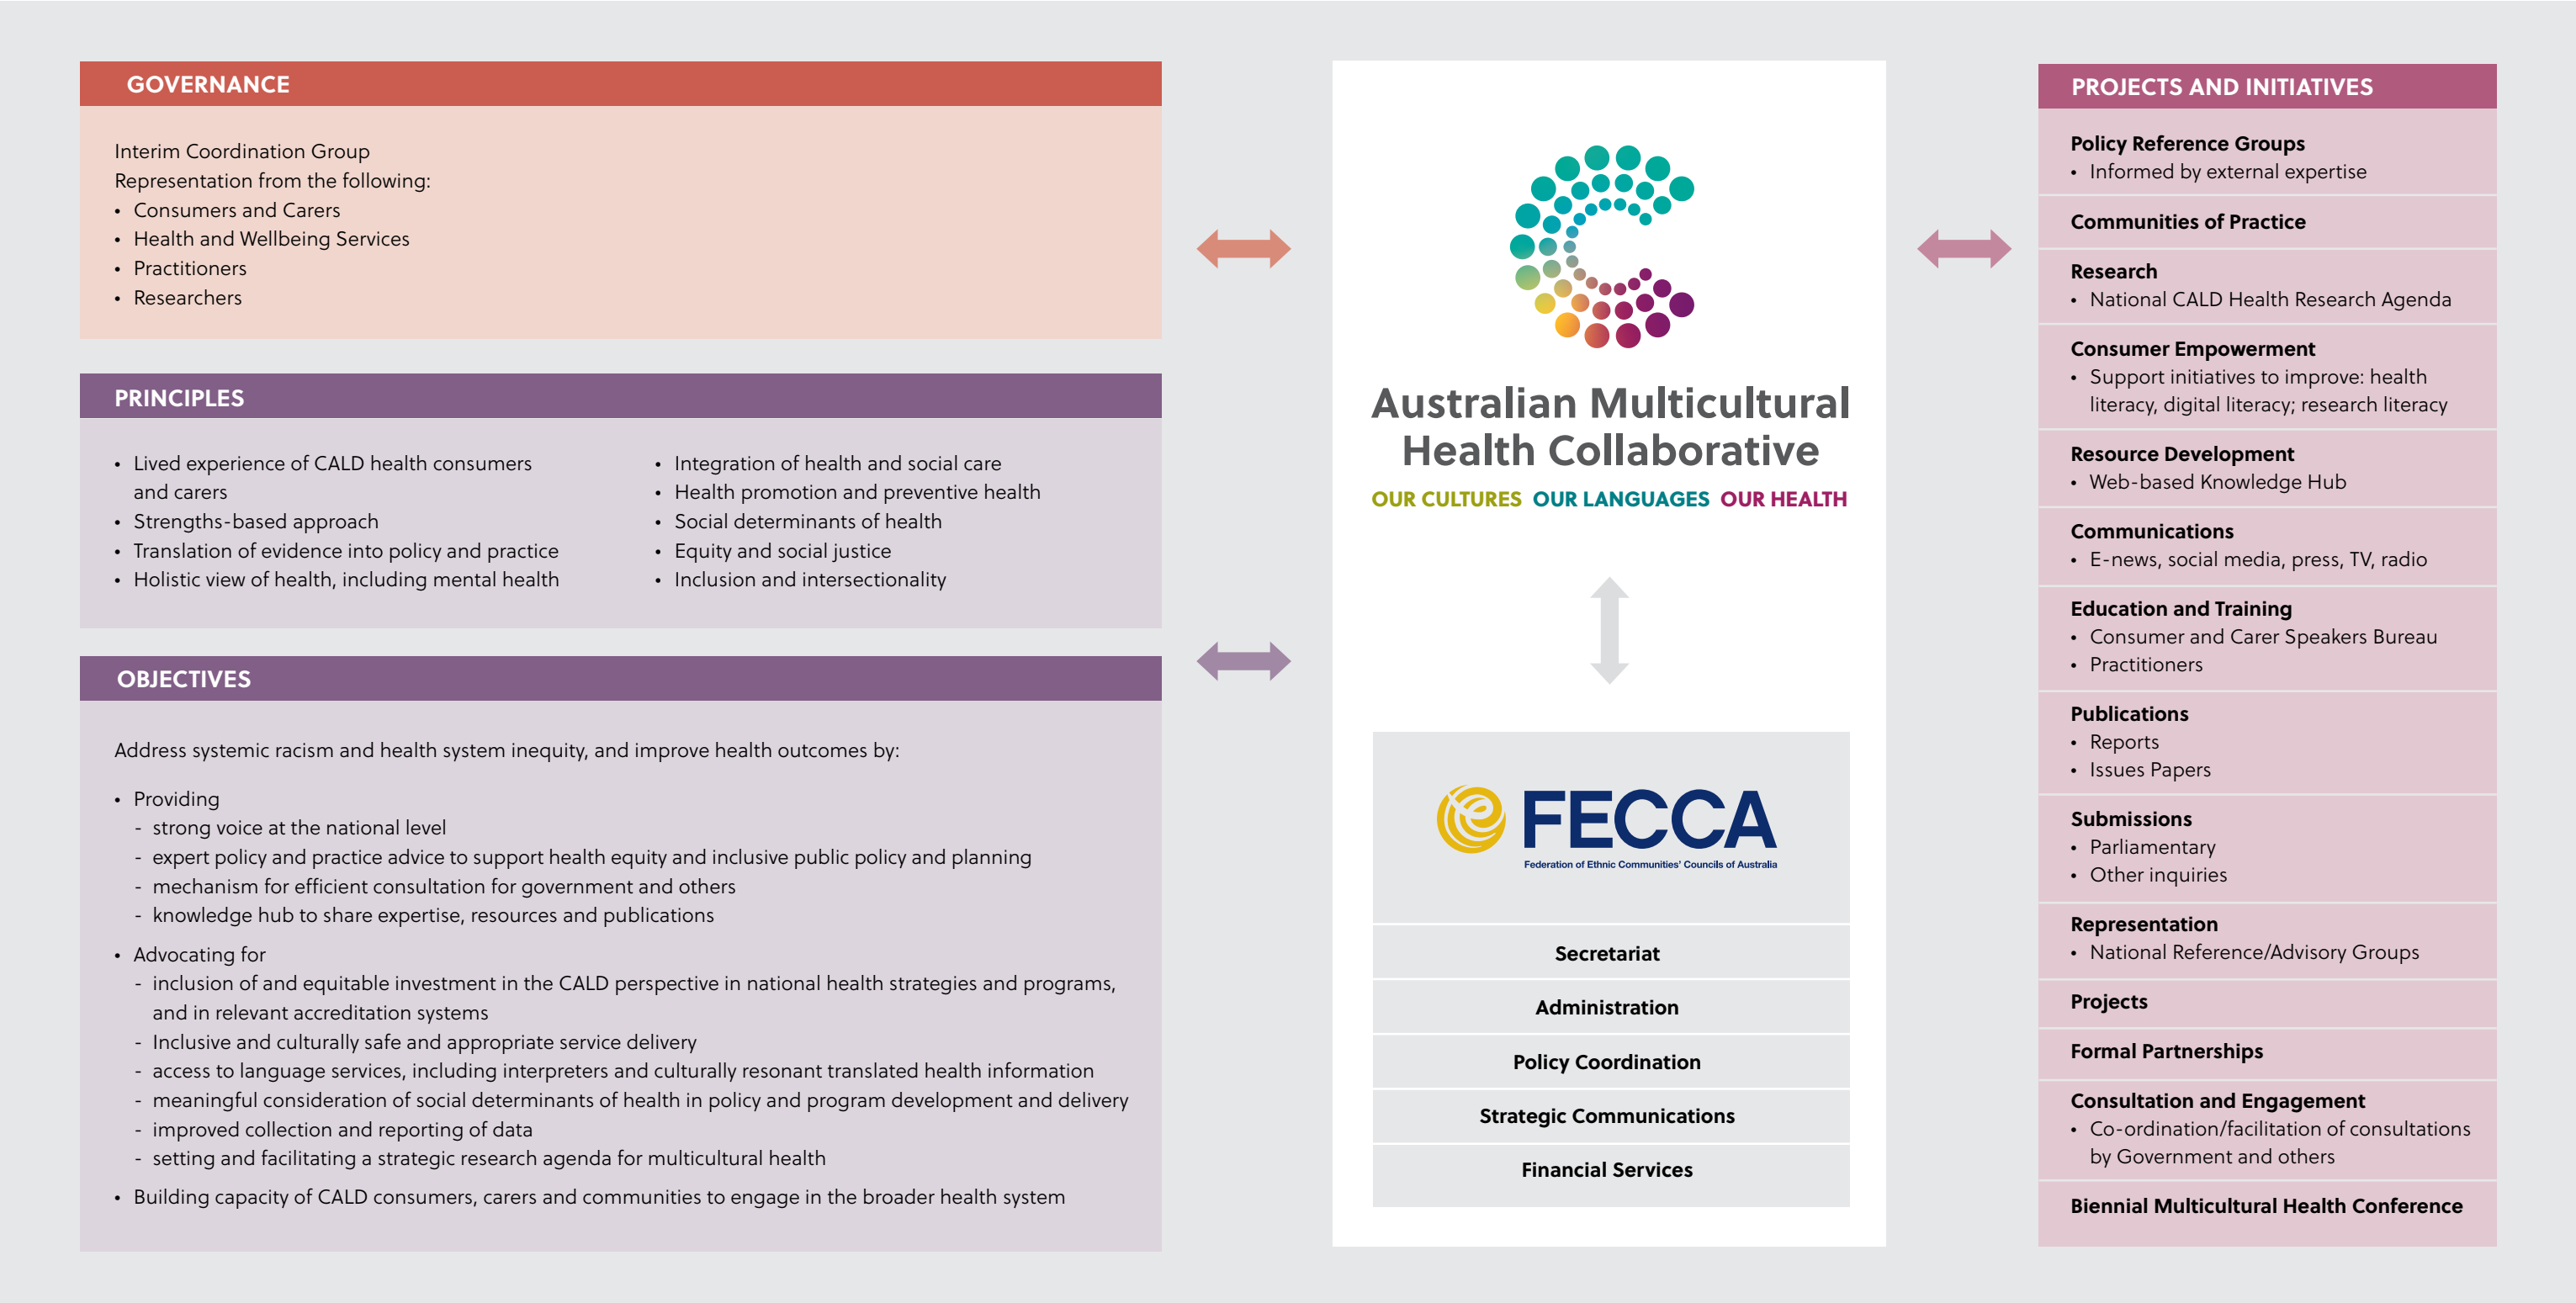 GOVERNANCE
Interim Coordination Group
Representation from the following:
• Consumers and Carers
• Health and Wellbeing Services
• Practitioners
• Researchers
PRINCIPLES
• Lived experience of CALD health consumers
and carers
• Strengths-based approach
• Translation of evidence into policy and practice
• Holistic view of health, including mental health
• Integration of health and social care
• Health promotion and preventive health
• Social determinants of health
• Equity and social justice
• Inclusion and intersectionality
OBJECTIVES
Address systemic racism and health system inequity, and improve health outcomes by:
• Providing
- strong voice at the national level
- expert policy and practice advice to support health equity and inclusive public policy and planning
- mechanism for efficient consultation for government and others
- knowledge hub to share expertise, resources and publications
• Advocating for
- inclusion of and equitable investment in the CALD perspective in national health strategies and programs,
and in relevant accreditation systems
- Inclusive and culturally safe and appropriate service delivery
- access to language services, including interpreters and culturally resonant translated health information
- meaningful consideration of social determinants of health in policy and program development and delivery
- improved collection and reporting of data
- setting and facilitating a strategic research agenda for multicultural health
• Building capacity of CALD consumers, carers and communities to engage in the broader health system
Australian Multicultural
Health Collaborative
OUR CULTURES OUR LANGUAGES OUR HEALTH
FECCA
Federation of Ethnic Communities' Councils of Australia
Secretariat
Administration
Policy Coordination
Strategic Communications
Financial Services
PROJECTS AND INITIATIVES
Policy Reference Groups
• Informed by external expertise
Communities of Practice
Research
• National CALD Health Research Agenda
Consumer Empowerment
• Support initiatives to improve: health
literacy, digital literacy; research literacy
Resource Development
• Web-based Knowledge Hub
Communications
• E-news, social media, press, TV, radio
Education and Training
• Consumer and Carer Speakers Bureau
• Practitioners
Publications
• Reports
• Issues Papers
Submissions
• Parliamentary
• Other inquiries
Representation
• National Reference/Advisory Groups
Projects
Formal Partnerships
Consultation and Engagement
• Co-ordination/facilitation of consultations
by Government and others
Biennial Multicultural Health Conference